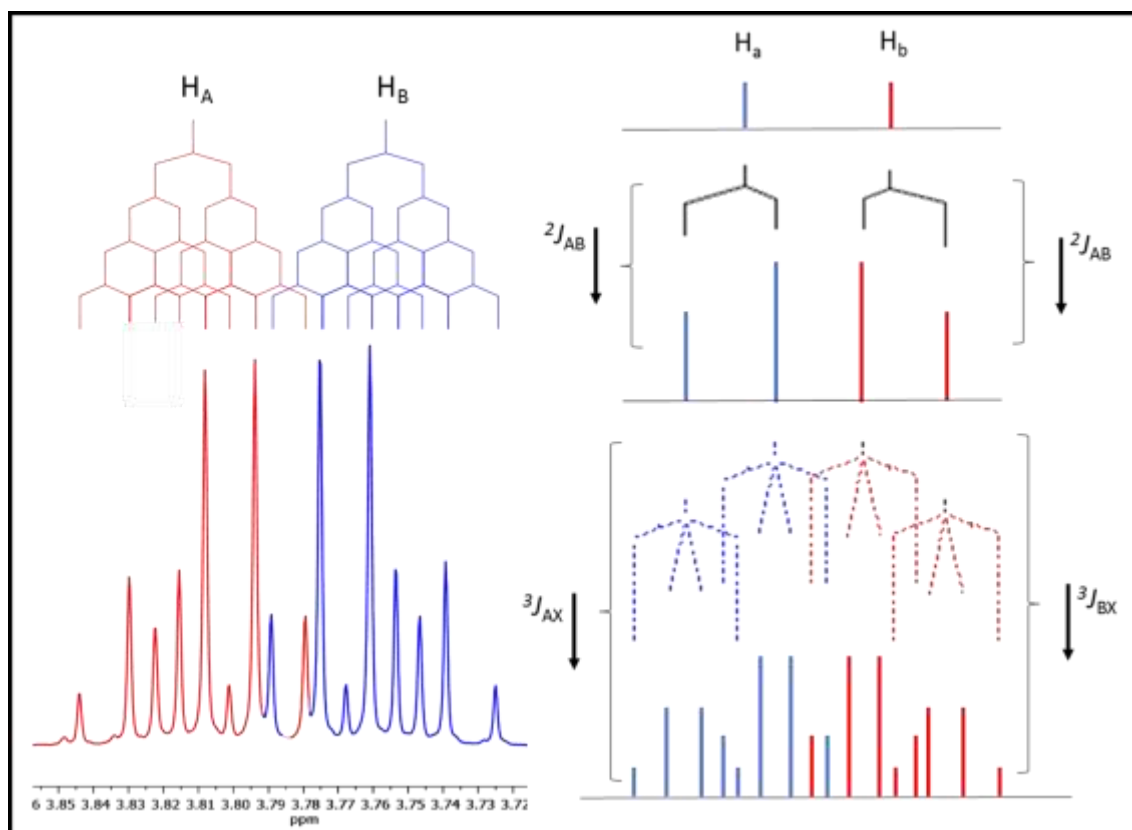 H_A H_B
6 3.85 3.84 3.83 3.82 3.81 3.80 3.79 3.78 3.77 3.76 3.75 3.74 3.73 3.72
ppm
H_a H_b
²J_AB ²J_AB
³J_AX ³J_BX